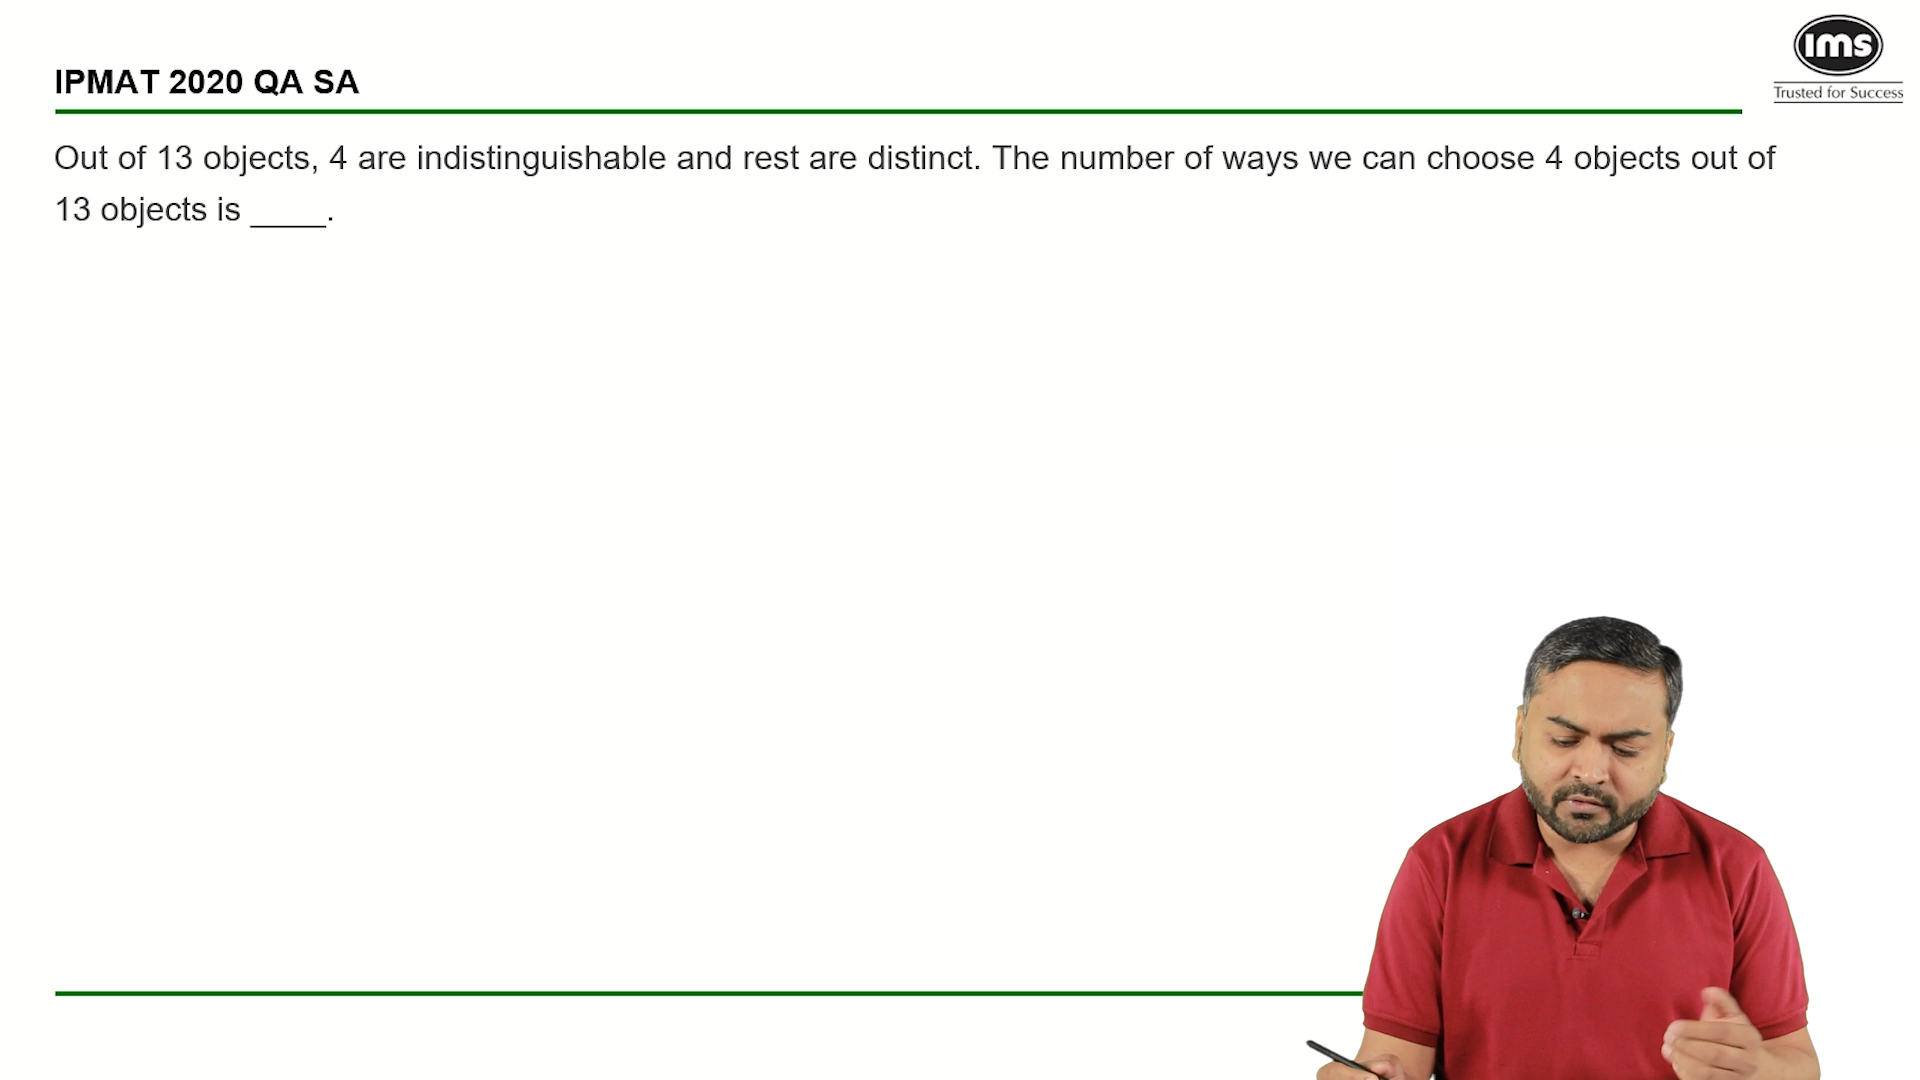 ims
Trusted for Success
IPMAT 2020 QA SA
Out of 13 objects, 4 are indistinguishable and rest are distinct. The number of ways we can choose 4 objects out of
13 objects is ____.